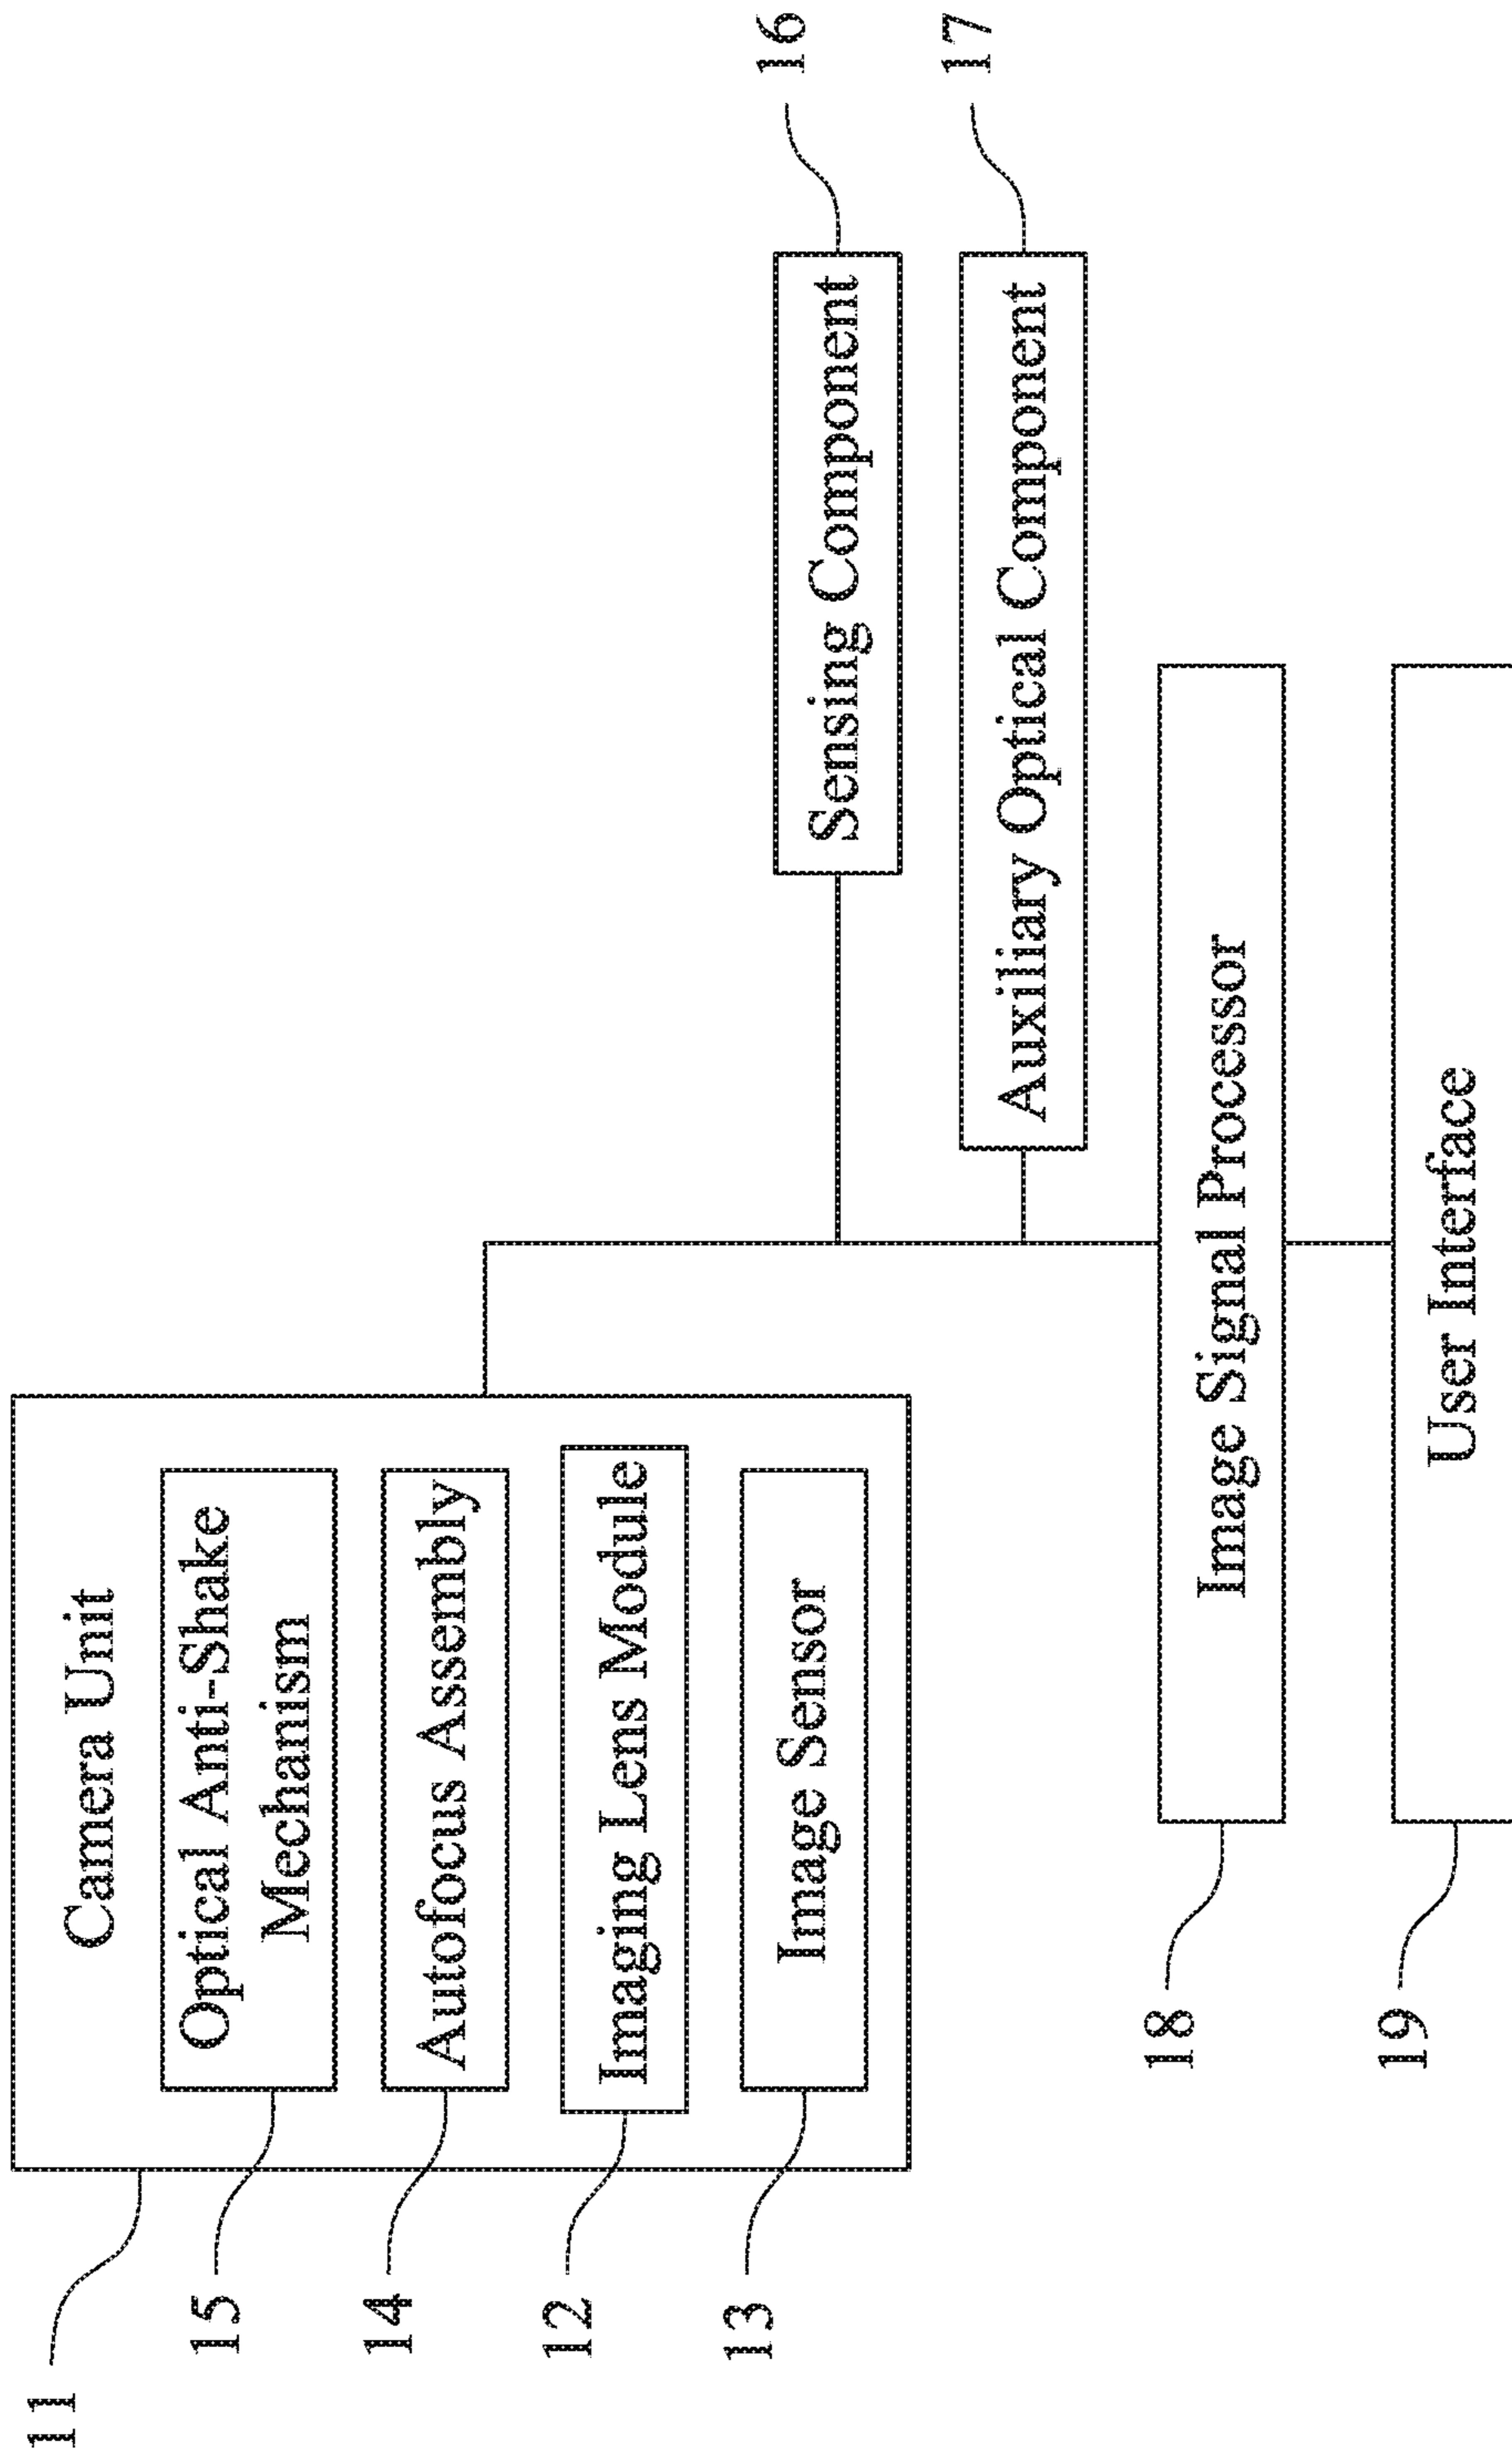 11
Camera Unit
15
Optical Anti-Shake
Mechanism
14
Autofocus Assembly
12
Imaging Lens Module
13
Image Sensor
16
Sensing Component
17
Auxiliary Optical Component
18
Image Signal Processor
19
User Interface